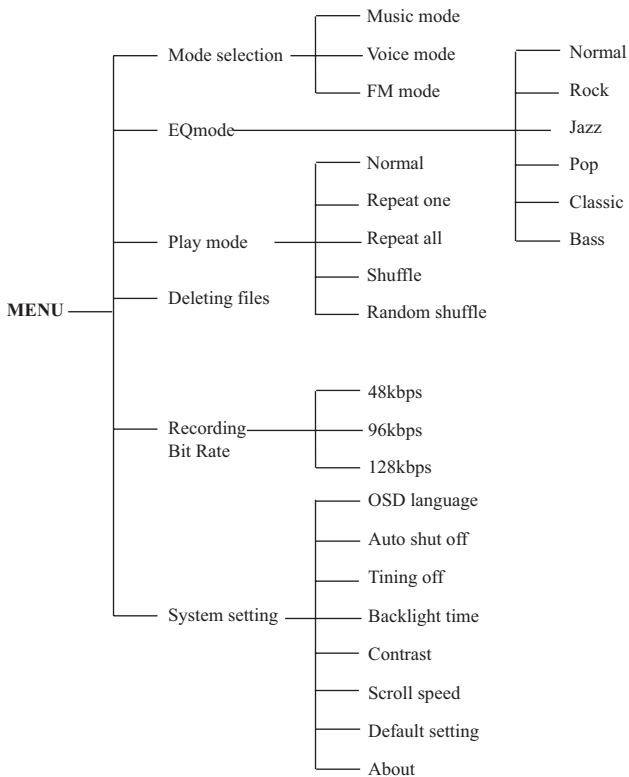 MENU
Mode selection
Music mode
Voice mode
FM mode
EQmode
Normal
Rock
Jazz
Pop
Classic
Bass
Play mode
Normal
Repeat one
Repeat all
Shuffle
Random shuffle
Deleting files
Recording
Bit Rate
48kbps
96kbps
128kbps
System setting
OSD language
Auto shut off
Tining off
Backlight time
Contrast
Scroll speed
Default setting
About